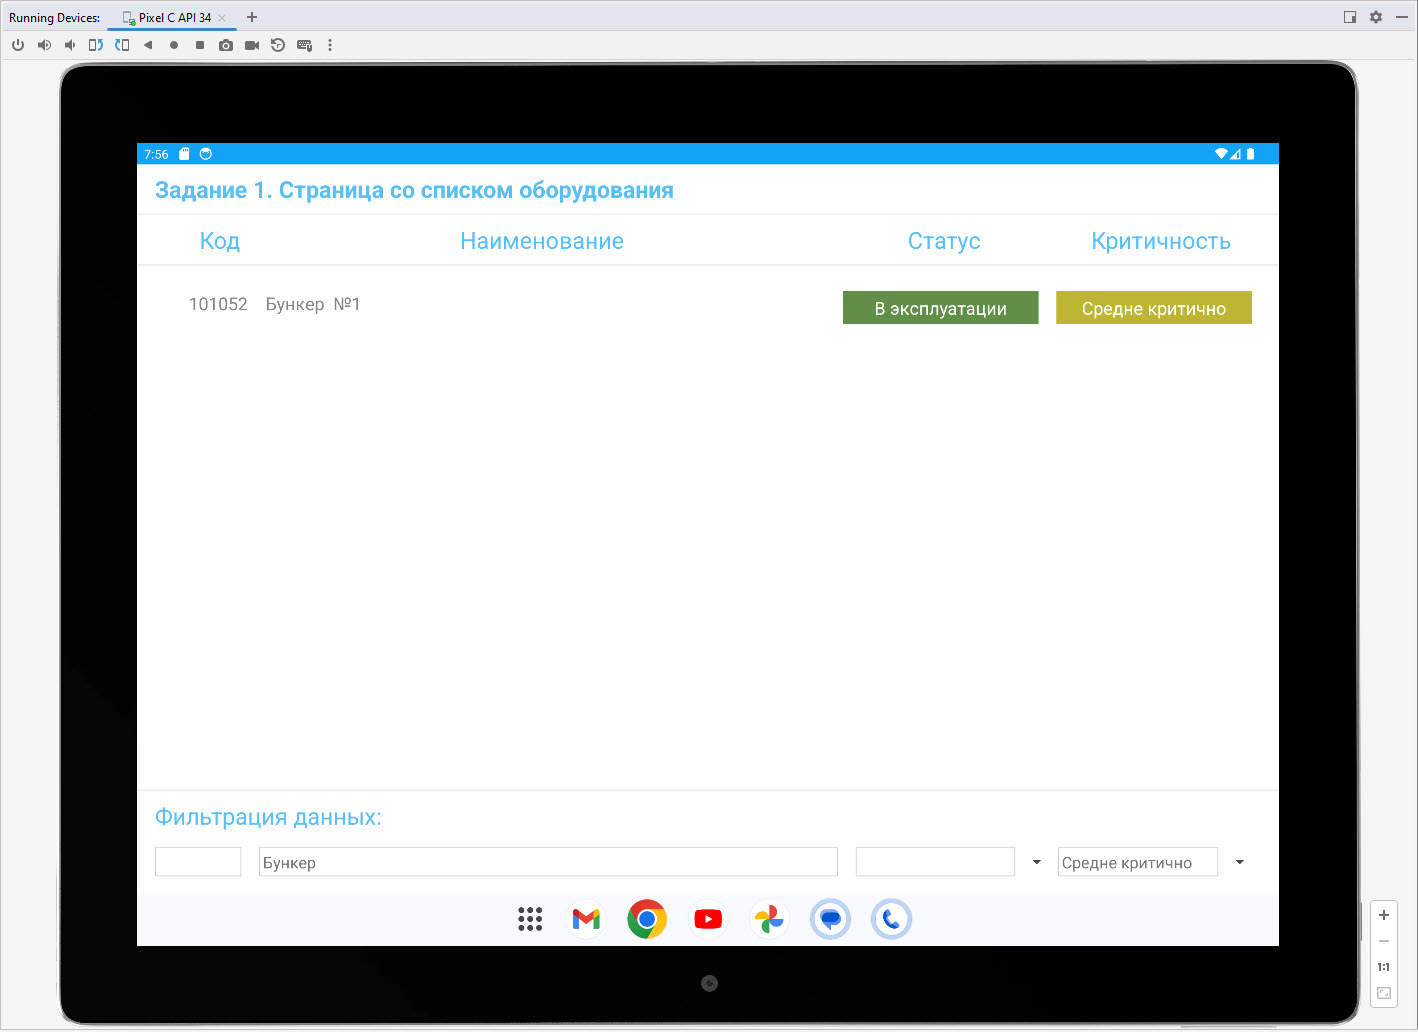 Running Devices: Pixel C API 34
7:56
Задание 1. Страница со списком оборудования
Код Наименование Статус Критичность
101052 Бункер №1 В эксплуатации Средне критично
Фильтрация данных:
Бункер Средне критично
1:1